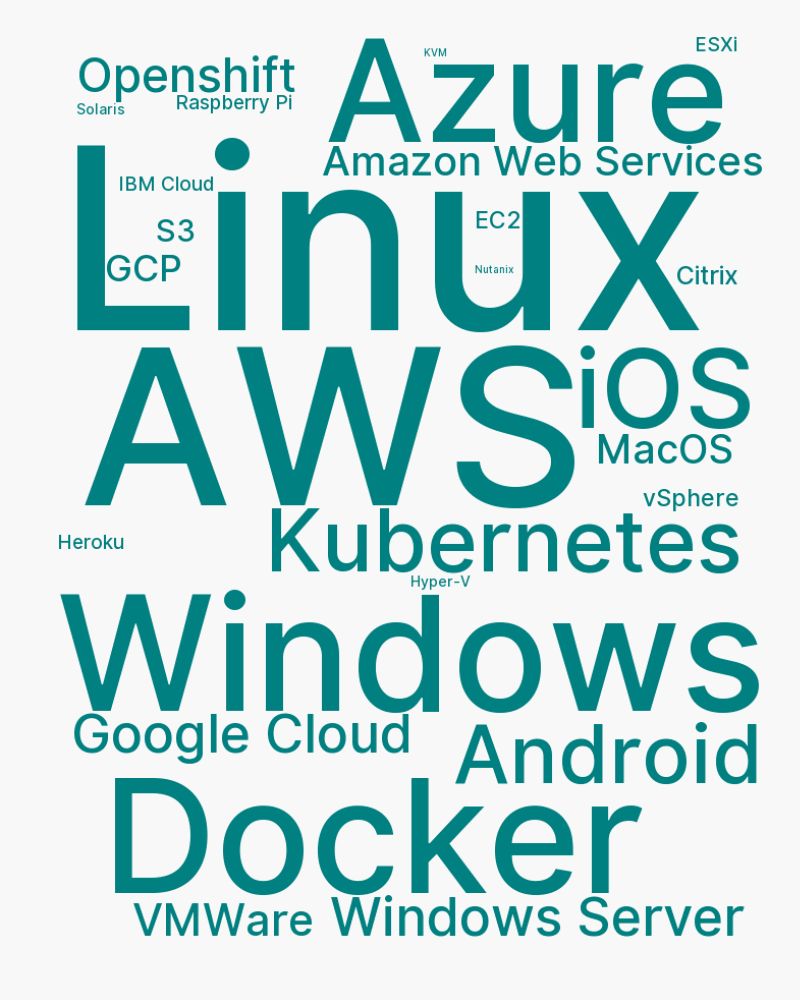 KVM
ESXi
Openshift
Azure
Solaris
Raspberry Pi
Amazon Web Services
Linux
IBM Cloud
S3
EC2
GCP
Nutanix
Citrix
AWS
iOS
MacOS
vSphere
Kubernetes
Heroku
Hyper-V
Windows
Google Cloud
Android
Docker
VMWare
Windows Server